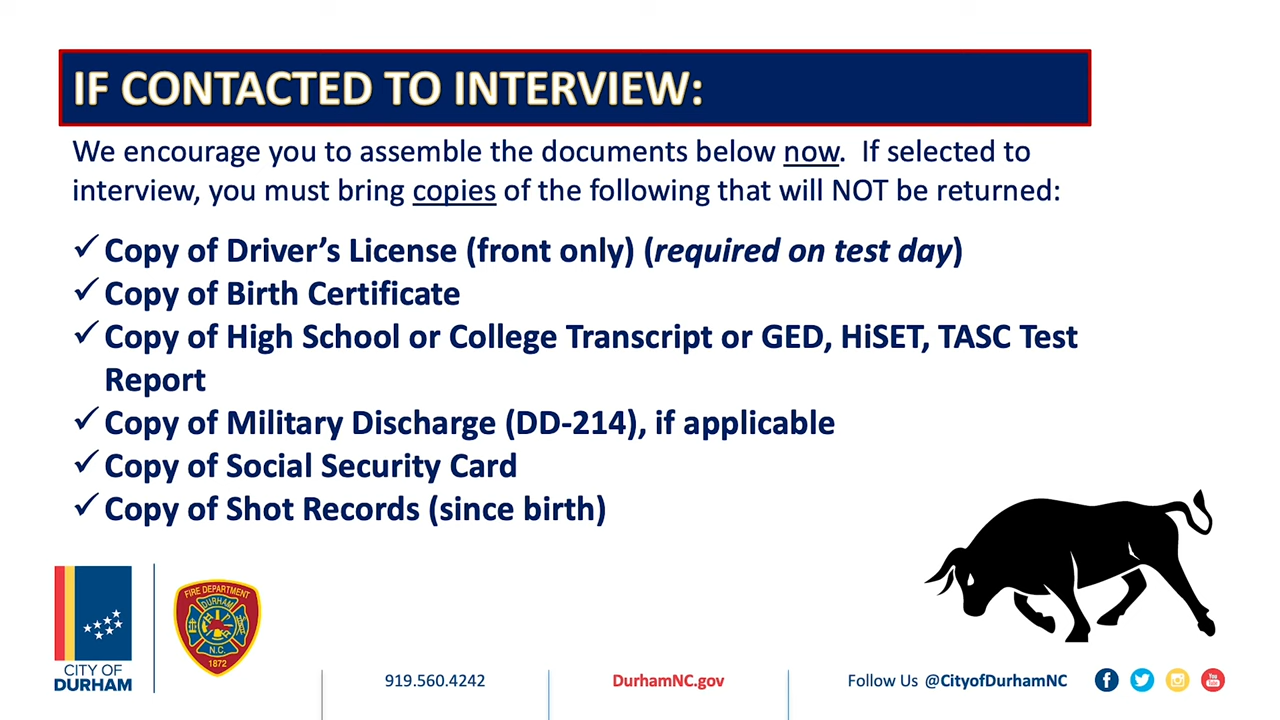 IF CONTACTED TO INTERVIEW:
We encourage you to assemble the documents below now. If selected to
interview, you must bring copies of the following that will NOT be returned:
✓ Copy of Driver’s License (front only) (required on test day)
✓ Copy of Birth Certificate
✓ Copy of High School or College Transcript or GED, HiSET, TASC Test
Report
✓ Copy of Military Discharge (DD-214), if applicable
✓ Copy of Social Security Card
✓ Copy of Shot Records (since birth)
CITY OF
DURHAM
FIRE DEPARTMENT
DURHAM
N.C.
1872
919.560.4242
DurhamNC.gov
Follow Us @CityofDurhamNC